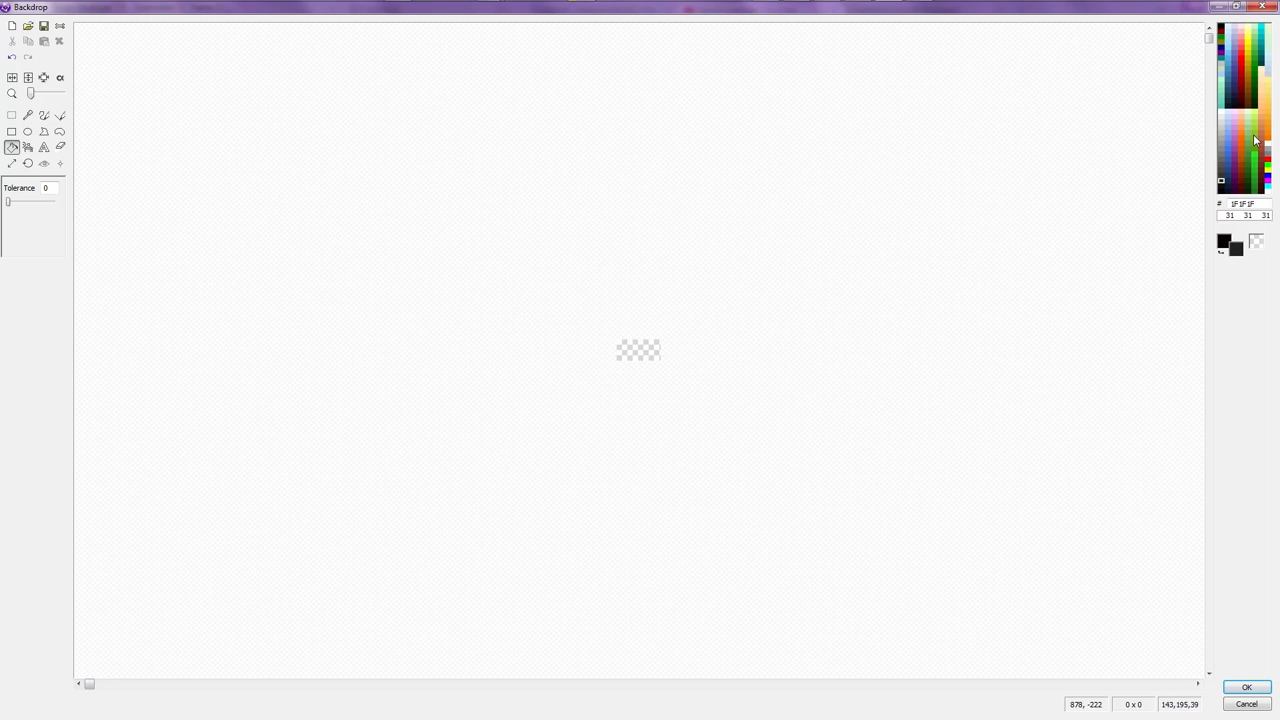 Backdrop
Tolerance 0
# 1F1F1F
31 31 31
OK
878, -222 0 x 0 143,195,39 Cancel